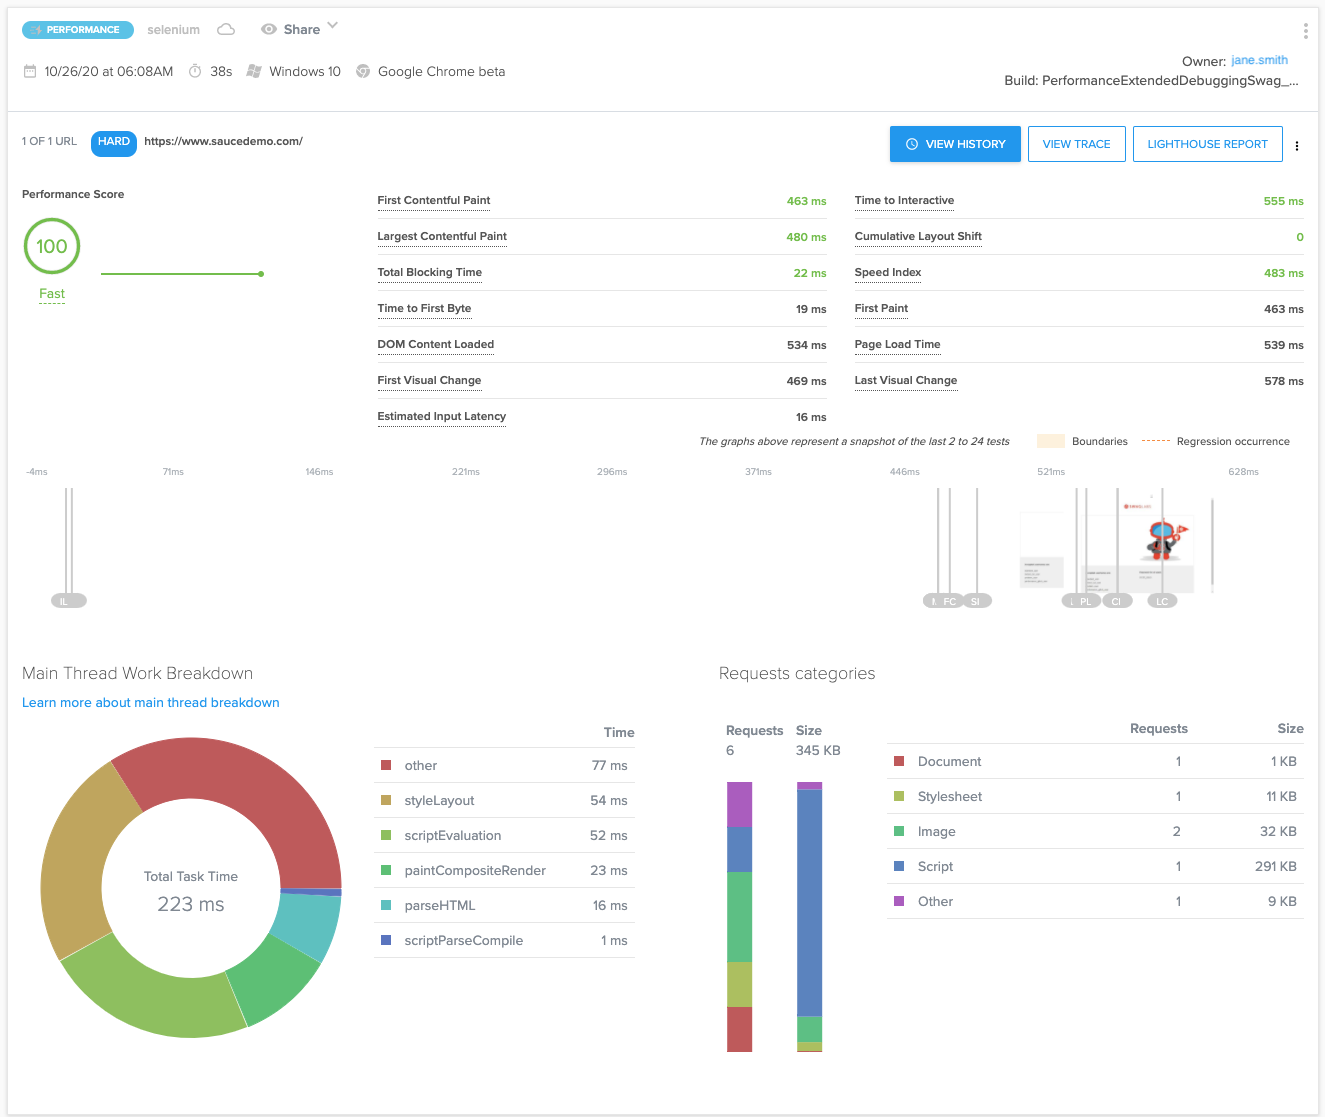 PERFORMANCE selenium Share
10/26/20 at 06:08AM 38s Windows 10 Google Chrome beta
Owner: jane.smith
Build: PerformanceExtendedDebuggingSwag_...
1 OF 1 URL HARD https://www.saucedemo.com/
VIEW HISTORY VIEW TRACE LIGHTHOUSE REPORT
Performance Score
100
Fast
First Contentful Paint 463 ms
Largest Contentful Paint 480 ms
Total Blocking Time 22 ms
Time to First Byte 19 ms
DOM Content Loaded 534 ms
First Visual Change 469 ms
Estimated Input Latency 16 ms
Time to Interactive 555 ms
Cumulative Layout Shift 0
Speed Index 483 ms
First Paint 463 ms
Page Load Time 539 ms
Last Visual Change 578 ms
The graphs above represent a snapshot of the last 2 to 24 tests Boundaries Regression occurrence
-4ms 71ms 146ms 221ms 296ms 371ms 446ms 521ms 628ms
IL FC SI PL CI LC
Main Thread Work Breakdown
Learn more about main thread breakdown
Total Task Time
223 ms
Time
other 77 ms
styleLayout 54 ms
scriptEvaluation 52 ms
paintCompositeRender 23 ms
parseHTML 16 ms
scriptParseCompile 1 ms
Requests categories
Requests Size
6 345 KB
Requests Size
Document 1 1 KB
Stylesheet 1 11 KB
Image 2 32 KB
Script 1 291 KB
Other 1 9 KB